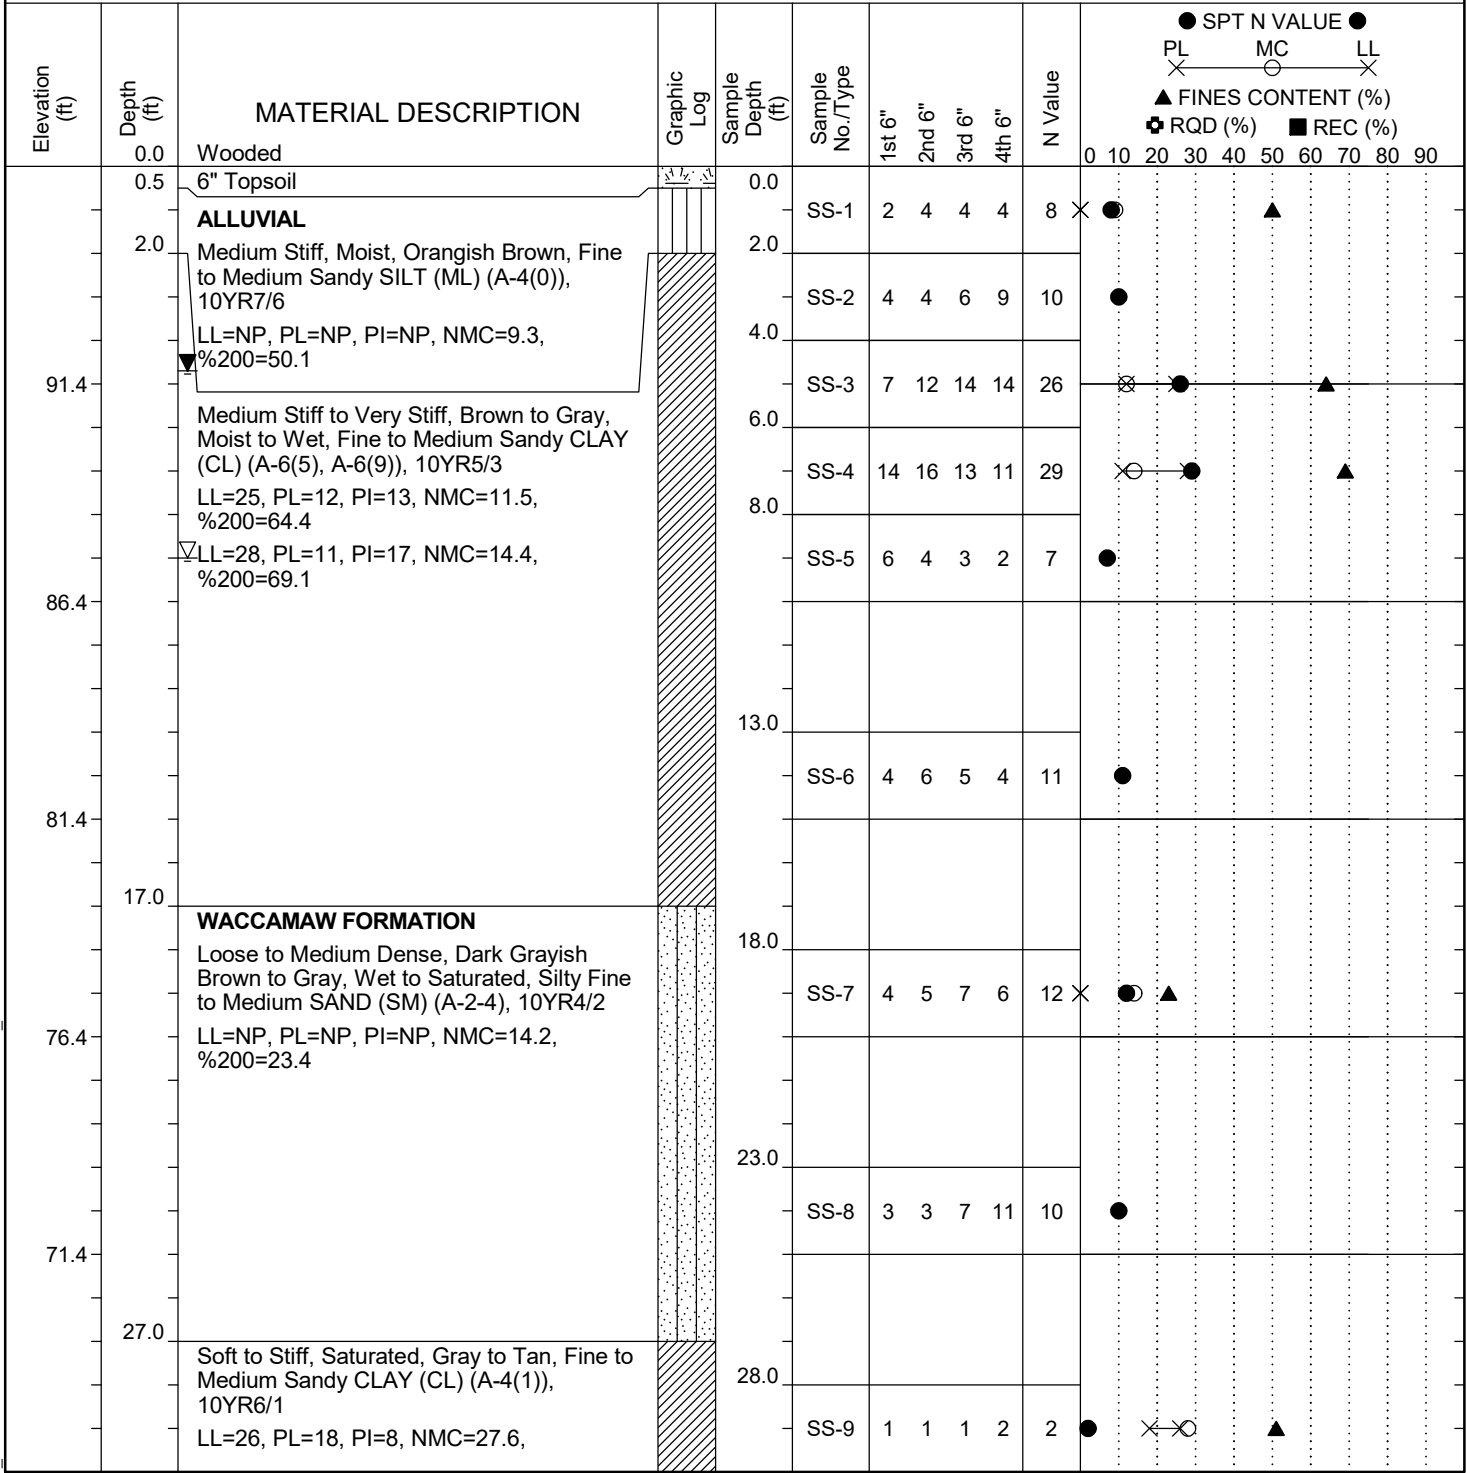 ● SPT N VALUE ●
PL MC LL
▲ FINES CONTENT (%)
RQD (%) ■ REC (%)
Elevation (ft)
Depth (ft)
MATERIAL DESCRIPTION
Graphic Log
Sample Depth (ft)
Sample No./Type
1st 6"
2nd 6"
3rd 6"
4th 6"
N Value
0 10 20 30 40 50 60 70 80 90
0.0 Wooded
0.5 6" Topsoil
0.0
ALLUVIAL
SS-1 2 4 4 4 8
2.0 Medium Stiff, Moist, Orangish Brown, Fine
2.0
to Medium Sandy SILT (ML) (A-4(0)),
10YR7/6
SS-2 4 4 6 9 10
LL=NP, PL=NP, PI=NP, NMC=9.3,
4.0
%200=50.1
91.4
SS-3 7 12 14 14 26
Medium Stiff to Very Stiff, Brown to Gray,
6.0
Moist to Wet, Fine to Medium Sandy CLAY
(CL) (A-6(5), A-6(9)), 10YR5/3
SS-4 14 16 13 11 29
LL=25, PL=12, PI=13, NMC=11.5,
8.0
%200=64.4
LL=28, PL=11, PI=17, NMC=14.4,
SS-5 6 4 3 2 7
%200=69.1
86.4
13.0
SS-6 4 6 5 4 11
81.4
17.0
WACCAMAW FORMATION
18.0
Loose to Medium Dense, Dark Grayish
Brown to Gray, Wet to Saturated, Silty Fine
to Medium SAND (SM) (A-2-4), 10YR4/2
SS-7 4 5 7 6 12
76.4
LL=NP, PL=NP, PI=NP, NMC=14.2,
%200=23.4
23.0
SS-8 3 3 7 11 10
71.4
27.0
Soft to Stiff, Saturated, Gray to Tan, Fine to
28.0
Medium Sandy CLAY (CL) (A-4(1)),
10YR6/1
SS-9 1 1 1 2 2
LL=26, PL=18, PI=8, NMC=27.6,